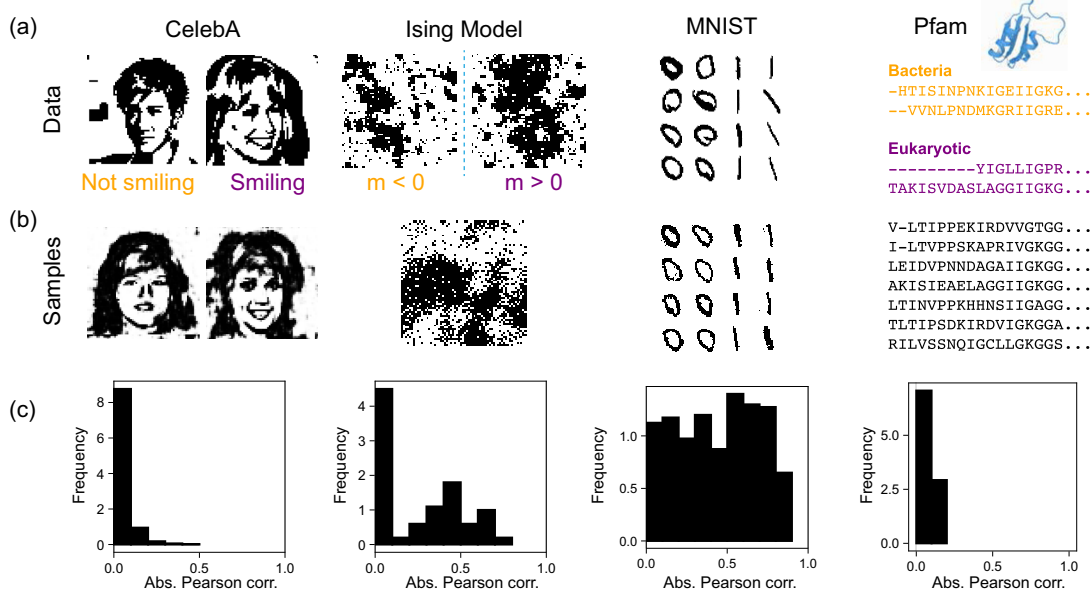 (a)
CelebA
Ising Model
MNIST
Pfam
Data
Not smiling
Smiling
m < 0
m > 0
Bacteria
-HTISINPNKIGEIIGKG...
--VVNLPNDMKGRIIGRE...
Eukaryotic
---------YIGLLIGPR...
TAKISVDASLAGGIIGKG...
(b)
Samples
V-LTIPPEKIRDVVGTGG...
I-LTVPPSKAPRIVGKGG...
LEIDVPNNDAGAIIGKGG...
AKISIEAELAGGIIGKGG...
LTINVPPKHHNSIIGAGG...
TLTIPSDKIRDVIGKGGA...
RILVSSNQIGCLLGKGGS...
(c)
Frequency
8
6
4
2
0
0.0
0.5
1.0
Abs. Pearson corr.
Frequency
4
3
2
1
0
0.0
0.5
1.0
Abs. Pearson corr.
Frequency
1.0
0.5
0.0
0.0
0.5
1.0
Abs. Pearson corr.
Frequency
5.0
2.5
0.0
0.0
0.5
1.0
Abs. Pearson corr.